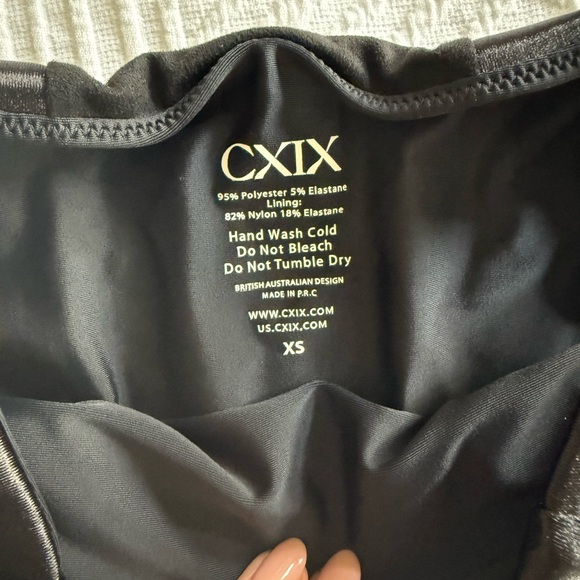 CXIX
95% Polyester 5% Elastane
Lining:
82% Nylon 18% Elastane
Hand Wash Cold
Do Not Bleach
Do Not Tumble Dry
BRITISH AUSTRALIAN DESIGN
MADE IN P.R.C
WWW.CXIX.COM
US.CXIX.COM
XS